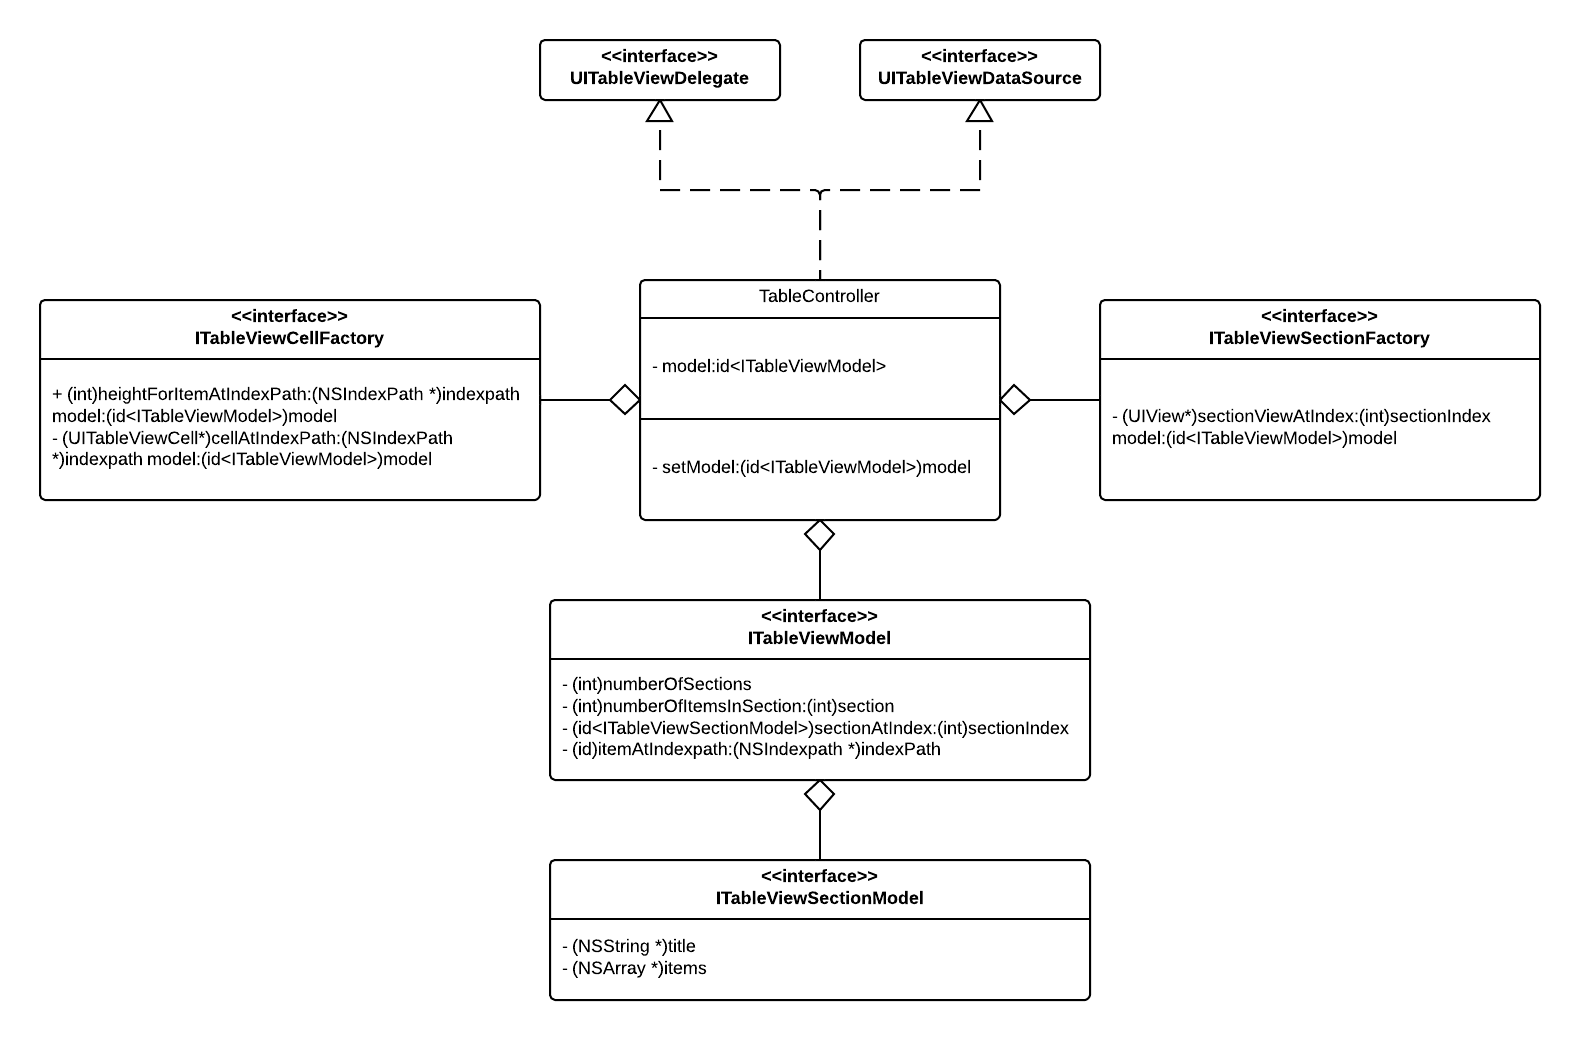 <<interface>>
UITableViewDelegate
<<interface>>
UITableViewDataSource
<<interface>>
ITableViewCellFactory
+ (int)heightForItemAtIndexPath:(NSIndexPath *)indexpath
model:(id<ITableViewModel>)model
- (UITableViewCell*)cellAtIndexPath:(NSIndexPath
*)indexpath model:(id<ITableViewModel>)model
TableController
- model:id<ITableViewModel>
- setModel:(id<ITableViewModel>)model
<<interface>>
ITableViewSectionFactory
- (UIView*)sectionViewAtIndex:(int)sectionIndex
model:(id<ITableViewModel>)model
<<interface>>
ITableViewModel
- (int)numberOfSections
- (int)numberOfItemsInSection:(int)section
- (id<ITableViewSectionModel>)sectionAtIndex:(int)sectionIndex
- (id)itemAtIndexpath:(NSIndexpath *)indexPath
<<interface>>
ITableViewSectionModel
- (NSString *)title
- (NSArray *)items